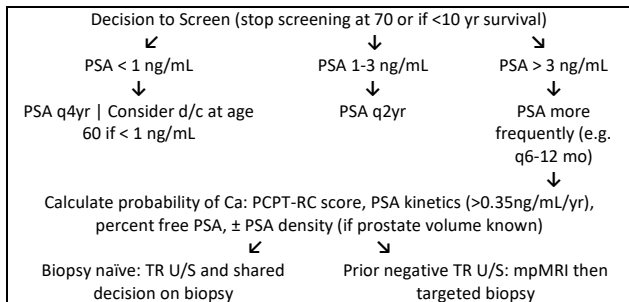 Decision to Screen (stop screening at 70 or if <10 yr survival)
↙ ↓ ↘
PSA < 1 ng/mL PSA 1-3 ng/mL PSA > 3 ng/mL
↓ ↓ ↓
PSA q4yr | Consider d/c at age PSA q2yr PSA more
60 if < 1 ng/mL frequently (e.g.
q6-12 mo)
↓
Calculate probability of Ca: PCPT-RC score, PSA kinetics (>0.35ng/mL/yr),
percent free PSA, ± PSA density (if prostate volume known)
↙ ↘
Biopsy naïve: TR U/S and shared Prior negative TR U/S: mpMRI then
decision on biopsy targeted biopsy